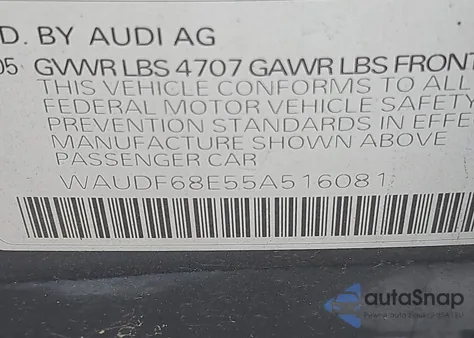 D. BY AUDI AG
05 GVWR LBS 4707 GAWR LBS FRONT
THIS VEHICLE CONFORMS TO ALL
FEDERAL MOTOR VEHICLE SAFETY
PREVENTION STANDARDS IN EFFE
MANUFACTURE SHOWN ABOVE
PASSENGER CAR
WAUDF68E55A516081
autoSnap